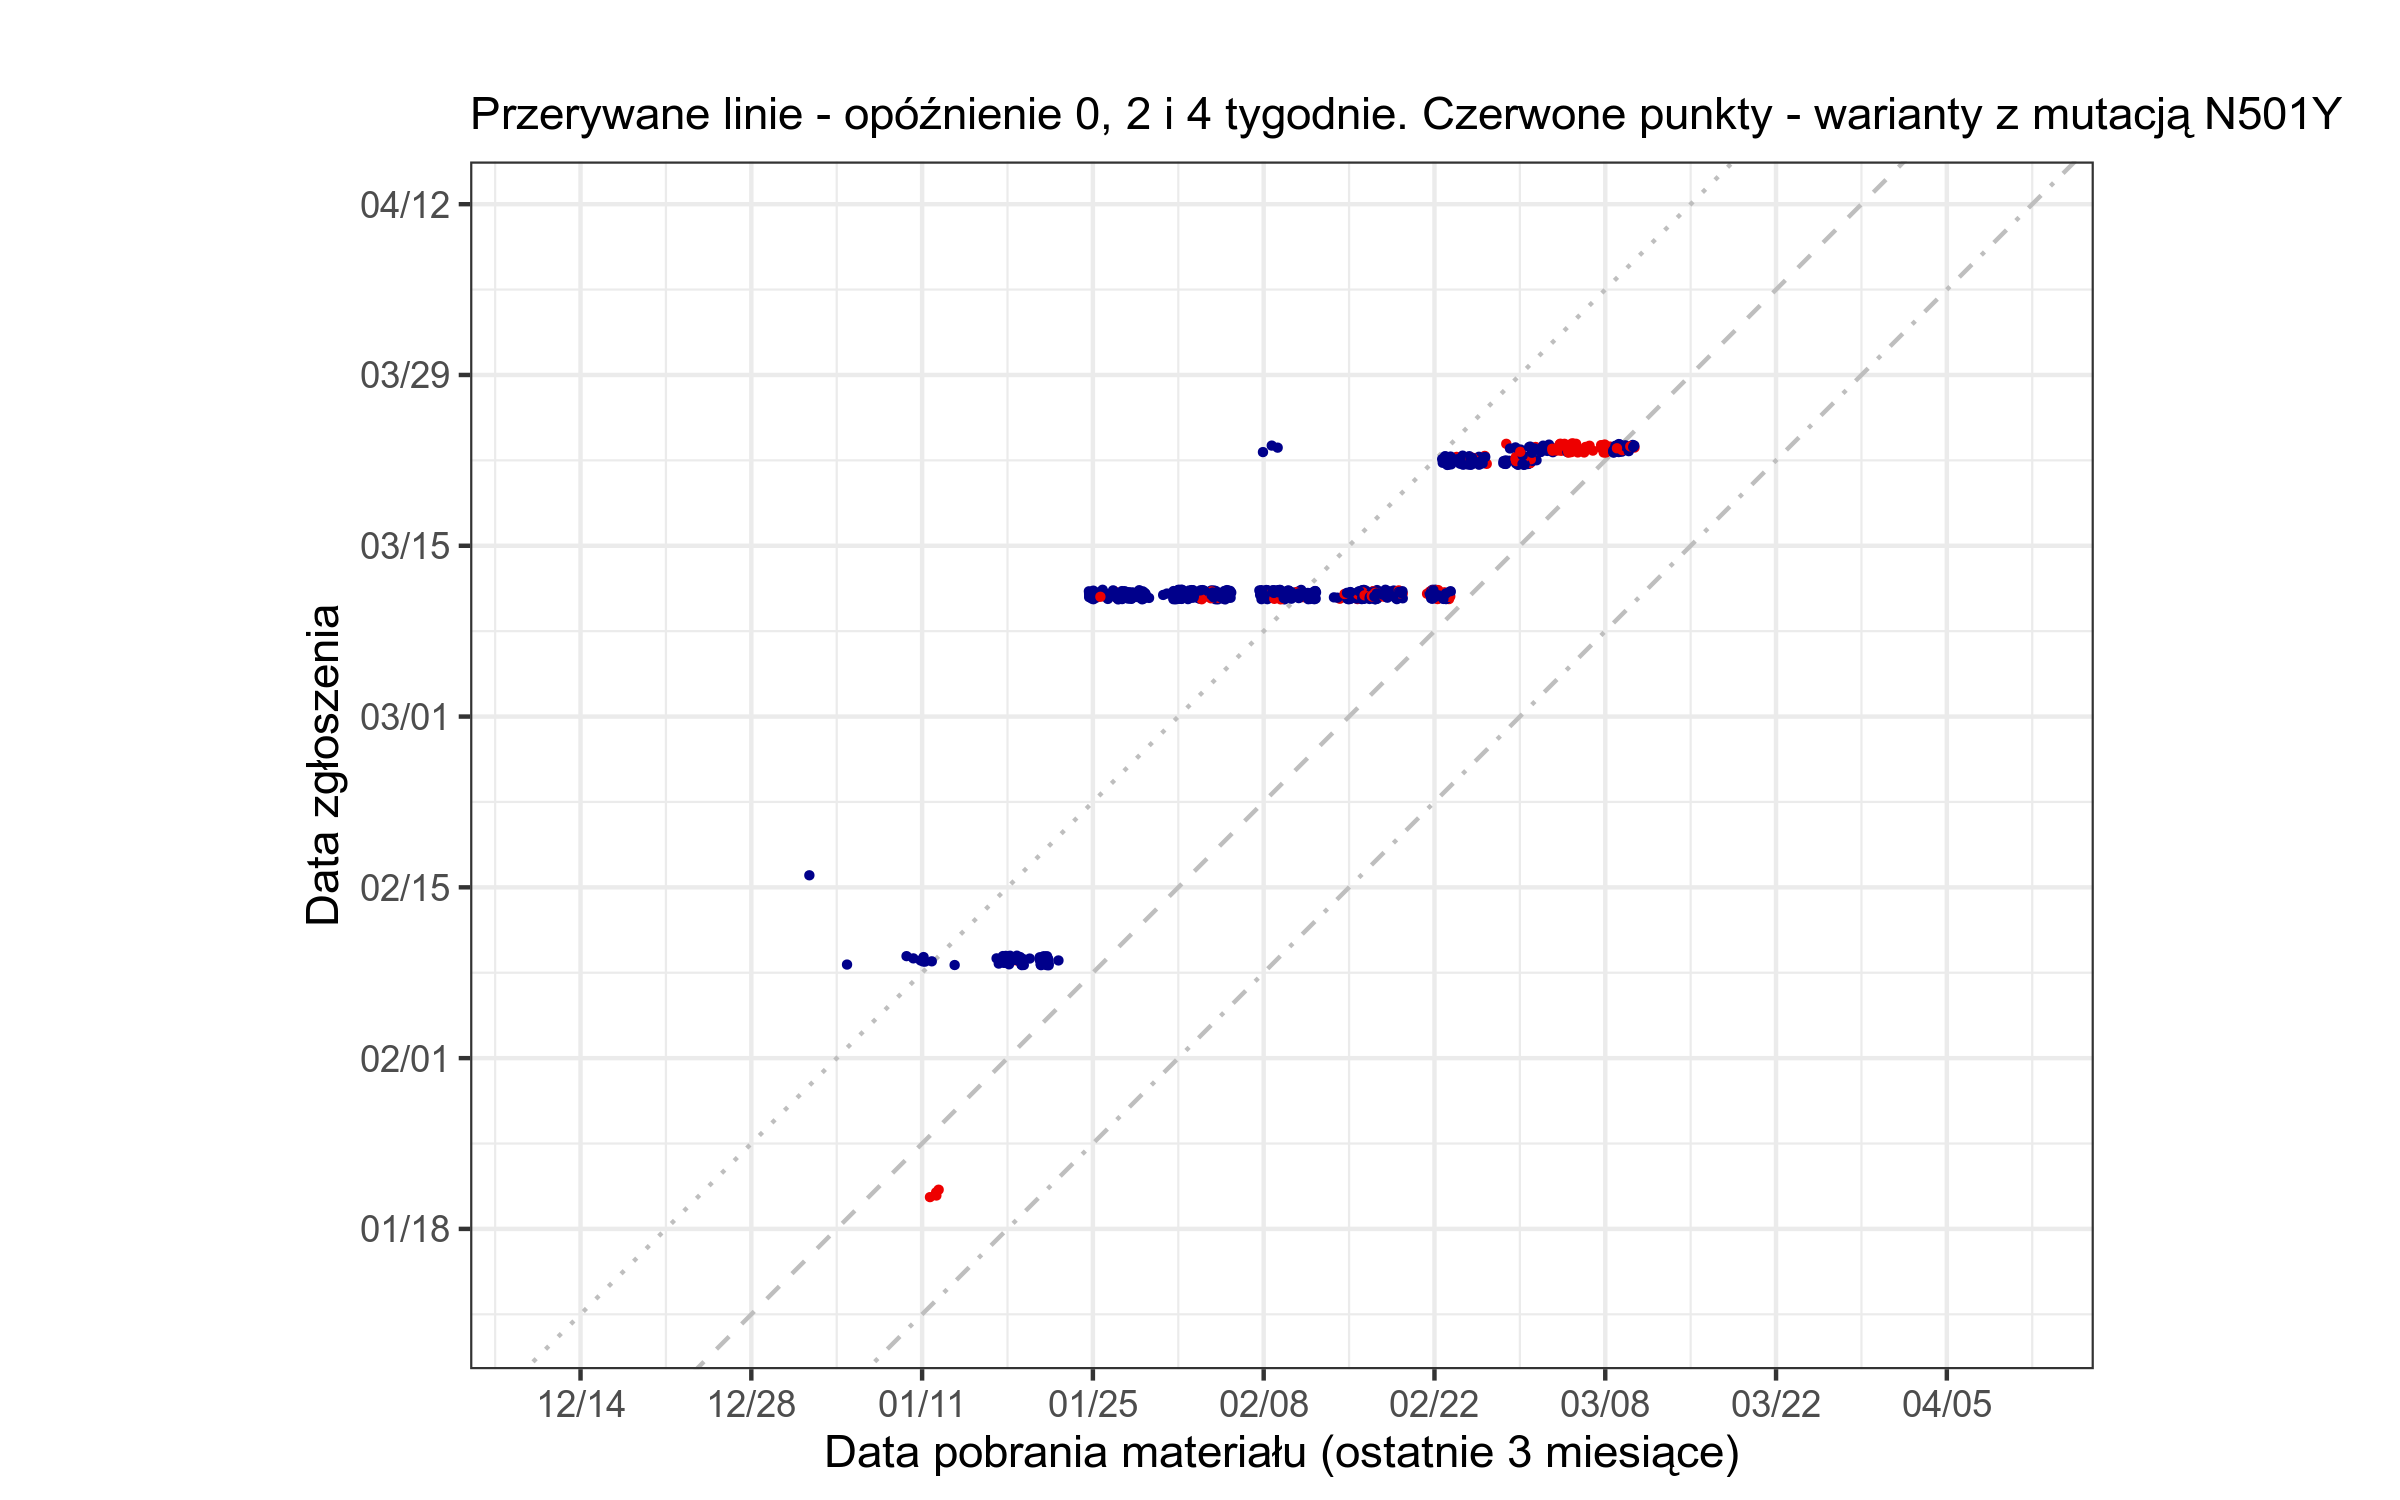 Przerywane linie - opóźnienie 0, 2 i 4 tygodnie. Czerwone punkty - warianty z mutacją N501Y
Data zgłoszenia
04/12
03/29
03/15
03/01
02/15
02/01
01/18
12/14 12/28 01/11 01/25 02/08 02/22 03/08 03/22 04/05
Data pobrania materiału (ostatnie 3 miesiące)